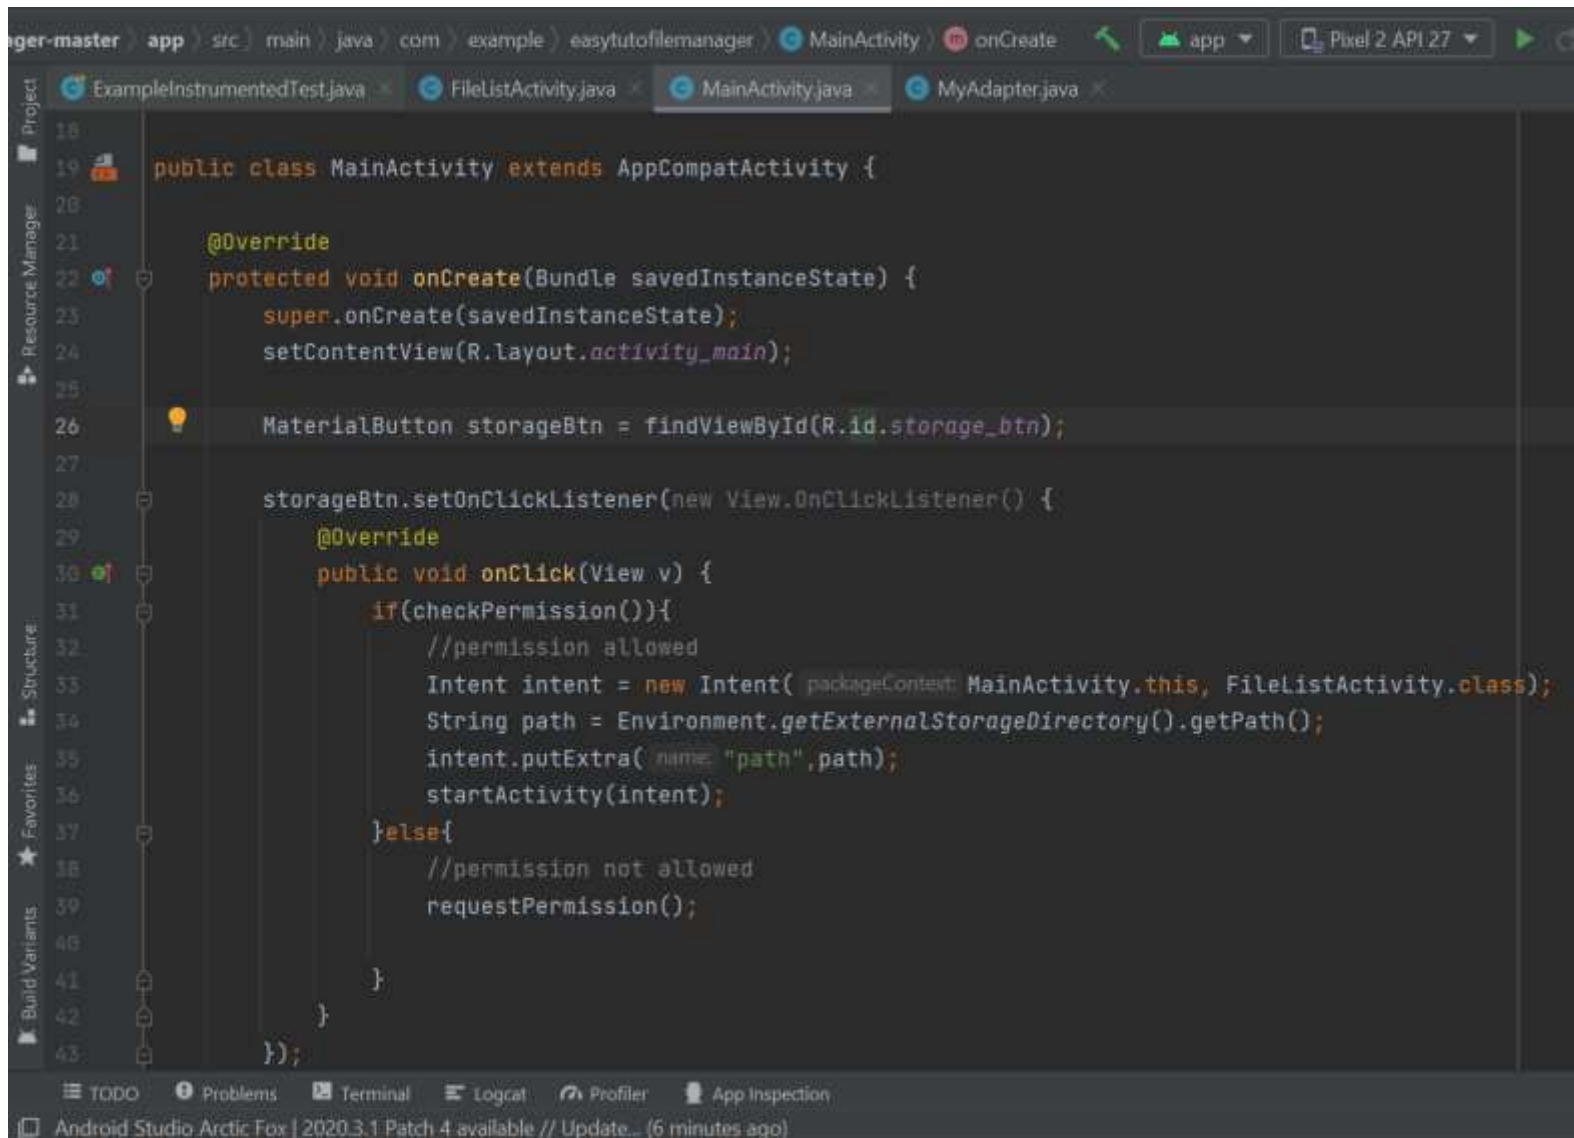 ger-master app src main java com example easytutofilemanager MainActivity onCreate app Pixel 2 API 27
ExampleInstrumentedTest.java FileListActivity.java MainActivity.java MyAdapter.java
Project
Resource Manager
Structure
Favorites
Build Variants
18
19 public class MainActivity extends AppCompatActivity {
20
21 @Override
22 protected void onCreate(Bundle savedInstanceState) {
23 super.onCreate(savedInstanceState);
24 setContentView(R.layout.activity_main);
25
26 MaterialButton storageBtn = findViewById(R.id.storage_btn);
27
28 storageBtn.setOnClickListener(new View.OnClickListener() {
29 @Override
30 public void onClick(View v) {
31 if(checkPermission()){
32 //permission allowed
33 Intent intent = new Intent( packageContext: MainActivity.this, FileListActivity.class);
34 String path = Environment.getExternalStorageDirectory().getPath();
35 intent.putExtra( name: "path",path);
36 startActivity(intent);
37 }else{
38 //permission not allowed
39 requestPermission();
40
41 }
42 }
43 });
TODO Problems Terminal Logcat Profiler App Inspection
Android Studio Arctic Fox | 2020.3.1 Patch 4 available // Update... (6 minutes ago)